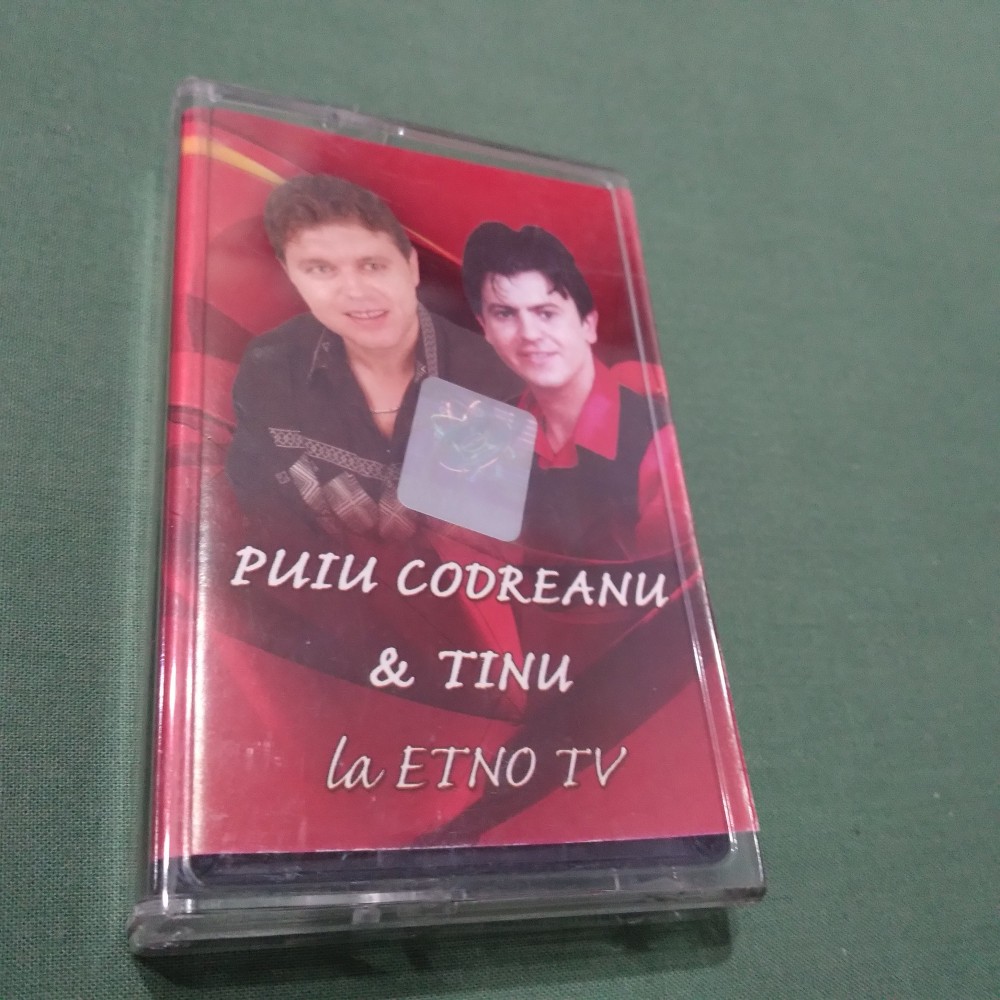 PUIU CODREANU
& TINU
la ETNO TV